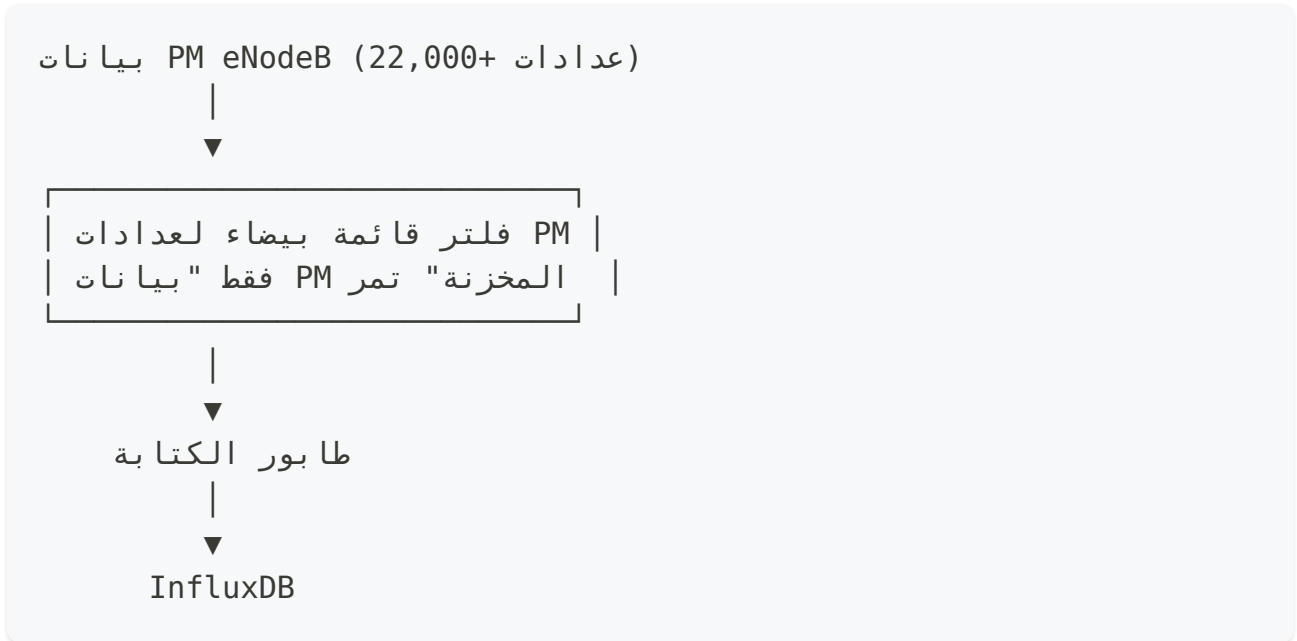 بيانات PM eNodeB (22,000+ عدادات)
PM فلتر قائمة بيضاء لعدادات
المخزنة" تمر PM فقط "بيانات
طابور الكتابة
InfluxDB